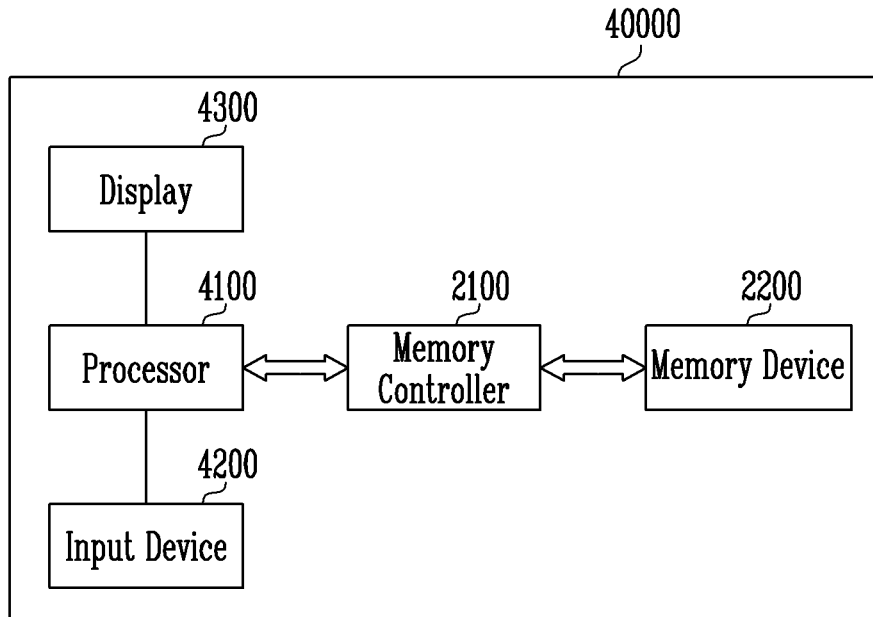 40000
4300
Display
4100
Processor
2100
Memory
Controller
2200
Memory Device
4200
Input Device